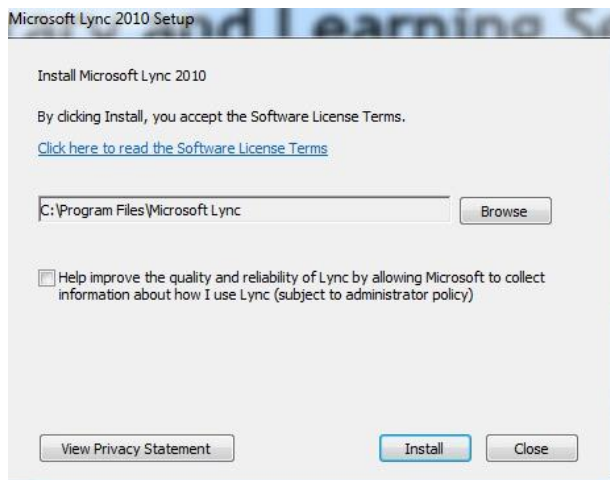 Microsoft Lync 2010 Setup
and Learning
Install Microsoft Lync 2010
By clicking Install, you accept the Software License Terms.
Click here to read the Software License Terms
C:\Program Files\Microsoft Lync
Browse
Help improve the quality and reliability of Lync by allowing Microsoft to collect
information about how I use Lync (subject to administrator policy)
View Privacy Statement
Install
Close